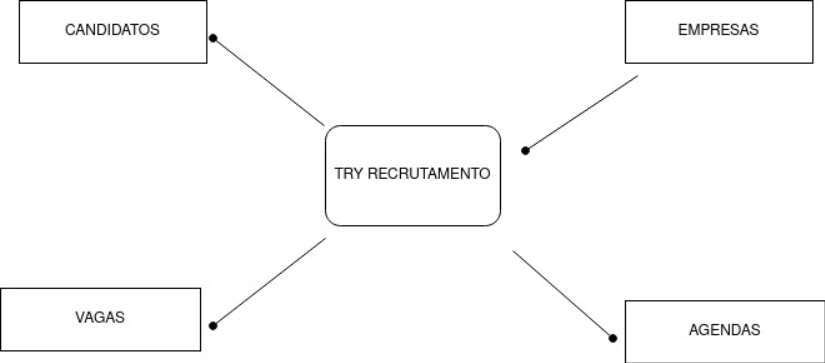 CANDIDATOS
EMPRESAS
TRY RECRUTAMENTO
VAGAS
AGENDAS